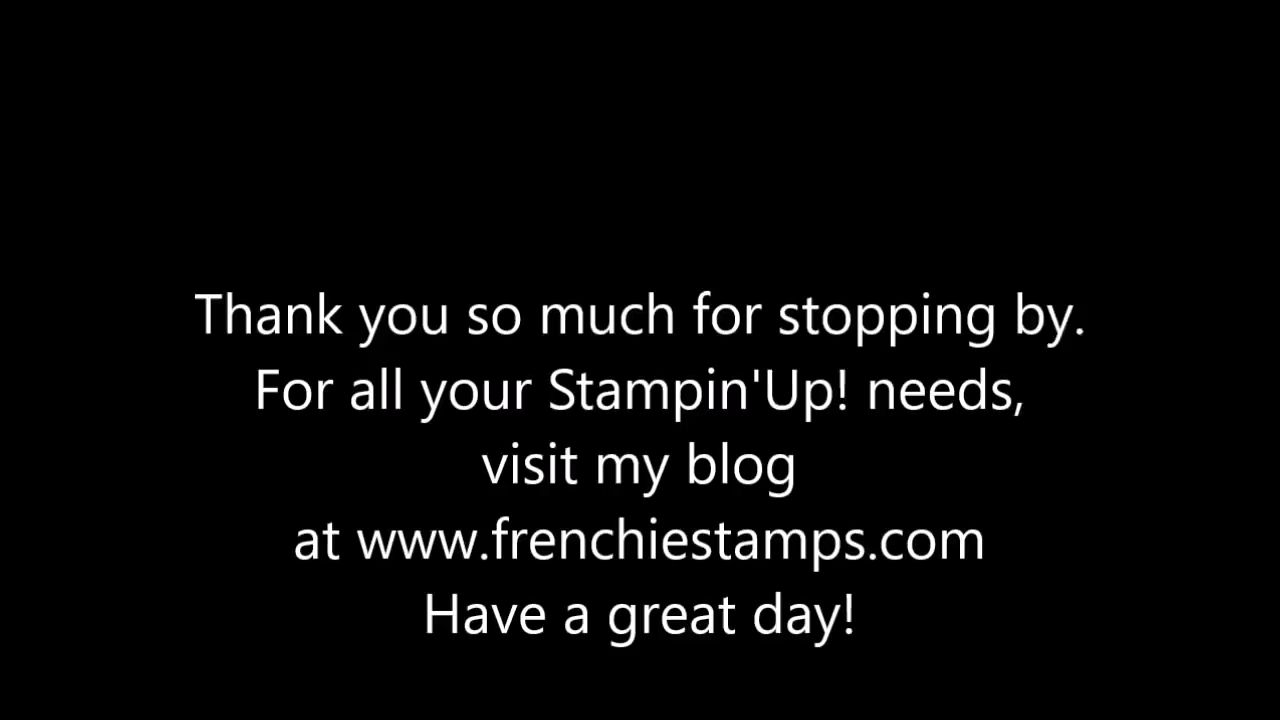 Thank you so much for stopping by.
For all your Stampin'Up! needs,
visit my blog
at www.frenchiestamps.com
Have a great day!